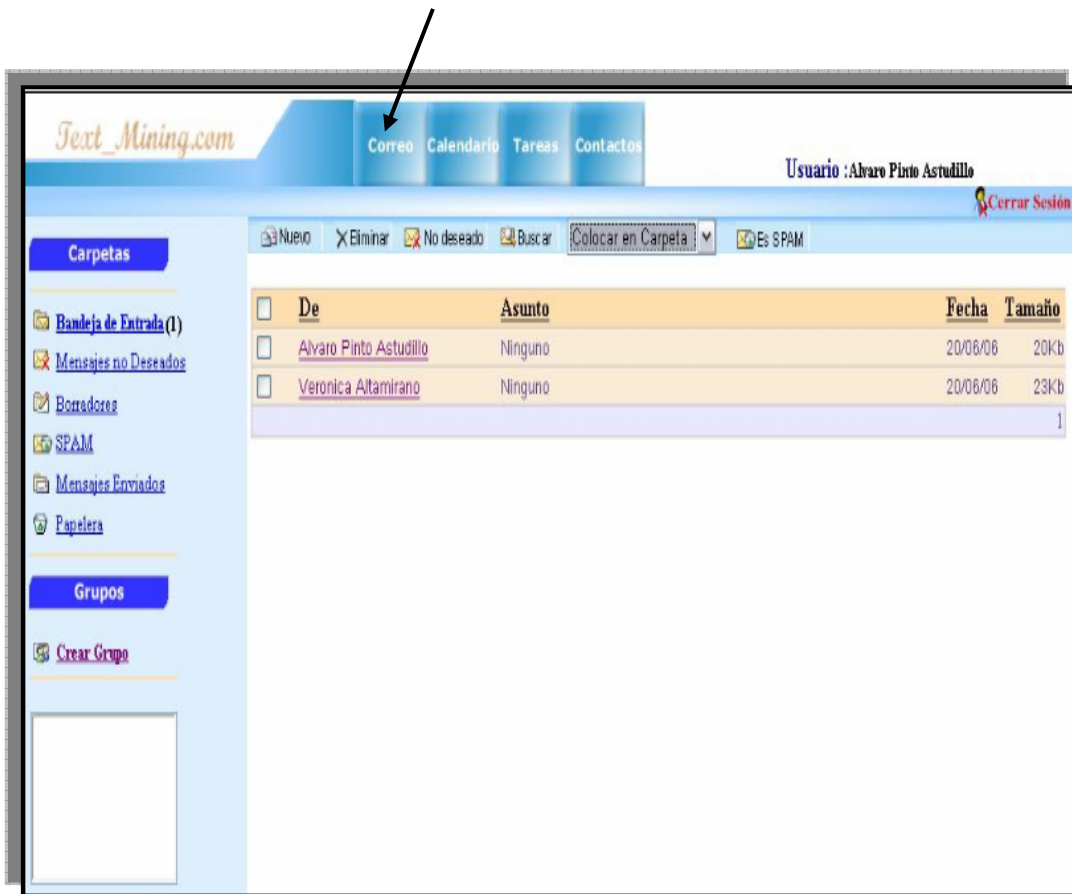 Text_Mining.com
Correo Calendario Tareas Contactos
Usuario :Alvaro Pinto Astudillo
Cerrar Sesión
Nuevo Eliminar No deseado Buscar Colocar en Carpeta Es SPAM
Carpetas
Bandeja de Entrada(1)
Mensajes no Deseados
Borradores
SPAM
Mensajes Enviados
Papelera
Grupos
Crear Grupo
De Asunto Fecha Tamaño
Alvaro Pinto Astudillo Ninguno 20/06/06 20Kb
Veronica Altamirano Ninguno 20/06/06 23Kb
1